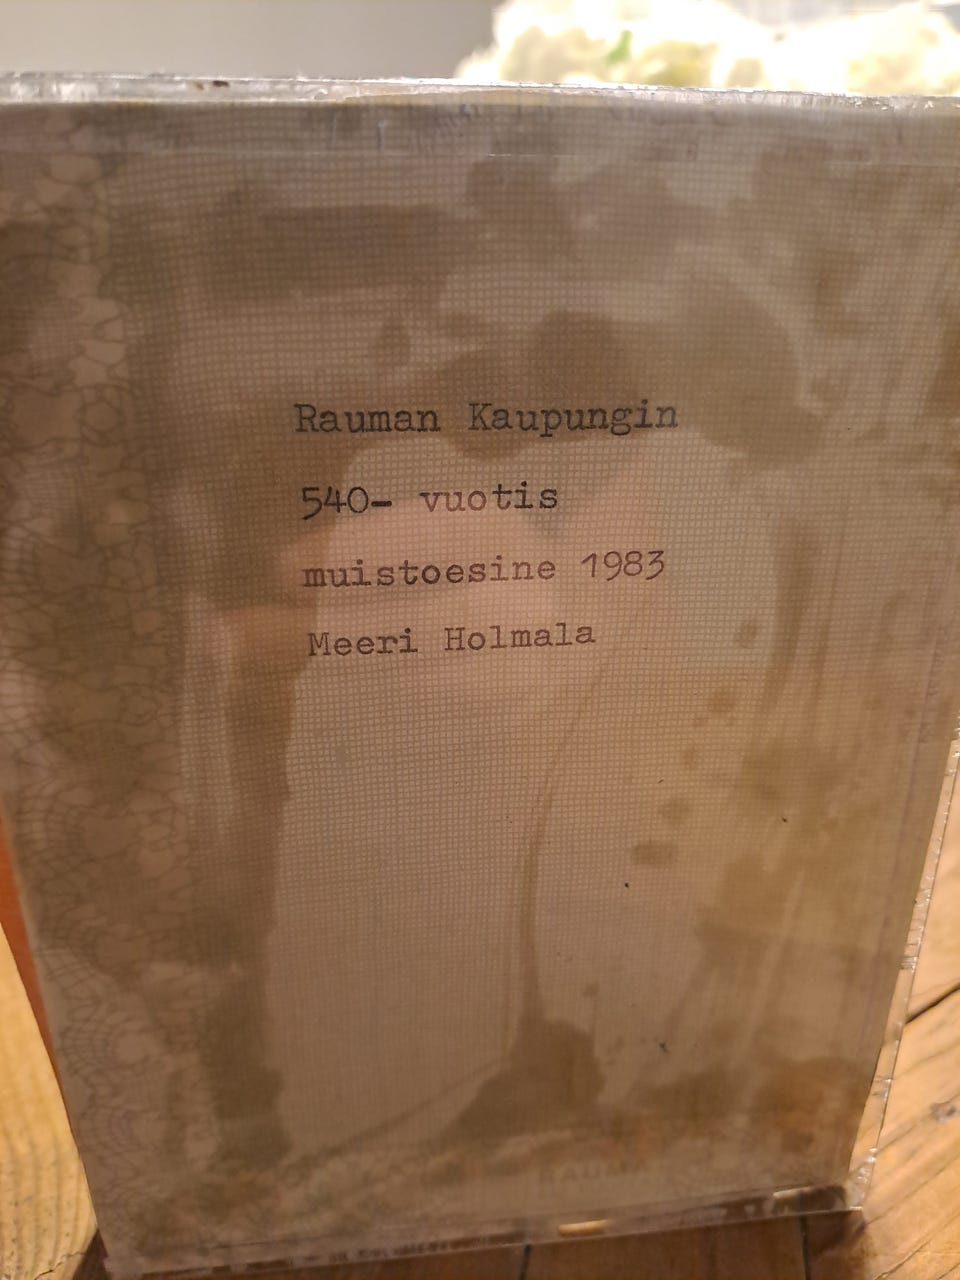 Rauman Kaupungin
540- vuotis
muistoesine 1983
Meeri Holmala